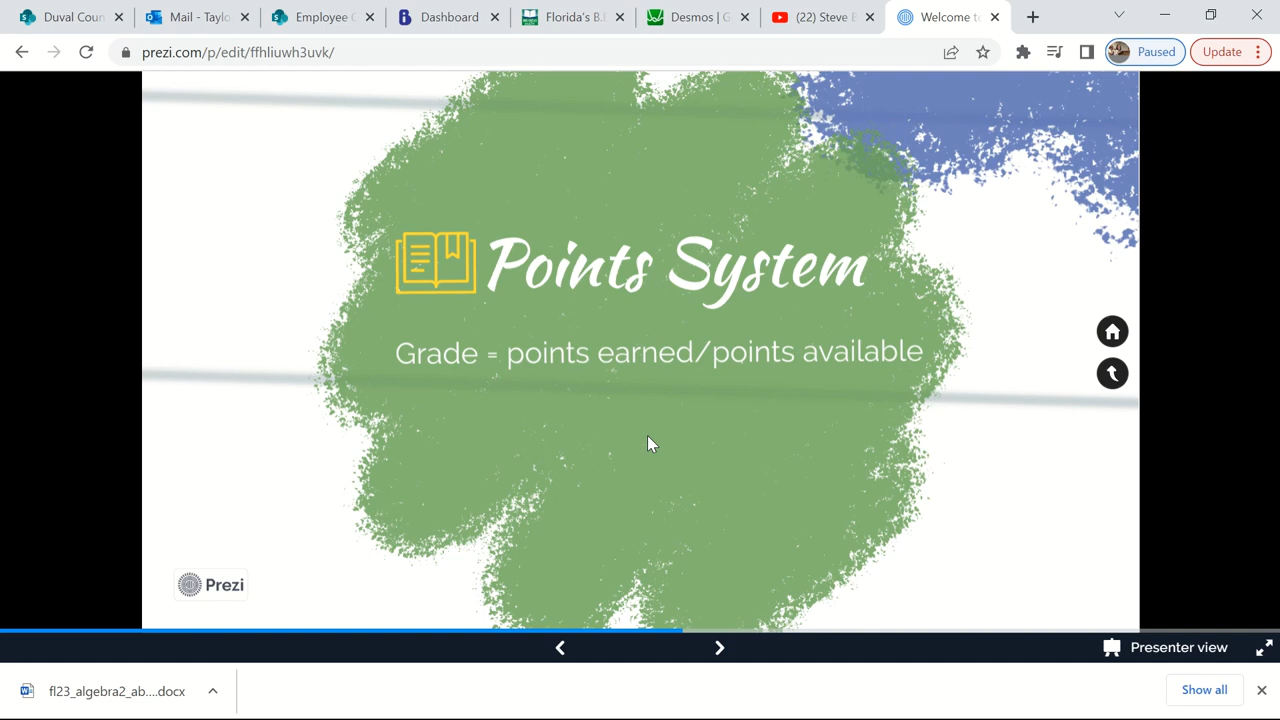 Duval Coun
Mail - Taylo
Employee C
Dashboard
Florida's B.
Desmos | G
(22) Steve B
Welcome to
prezi.com/p/edit/ffhliuwh3uvk/
Paused
Update
Points System
Grade = points earned/points available
Prezi
Presenter view
fl23_algebra2_ab....docx
Show all